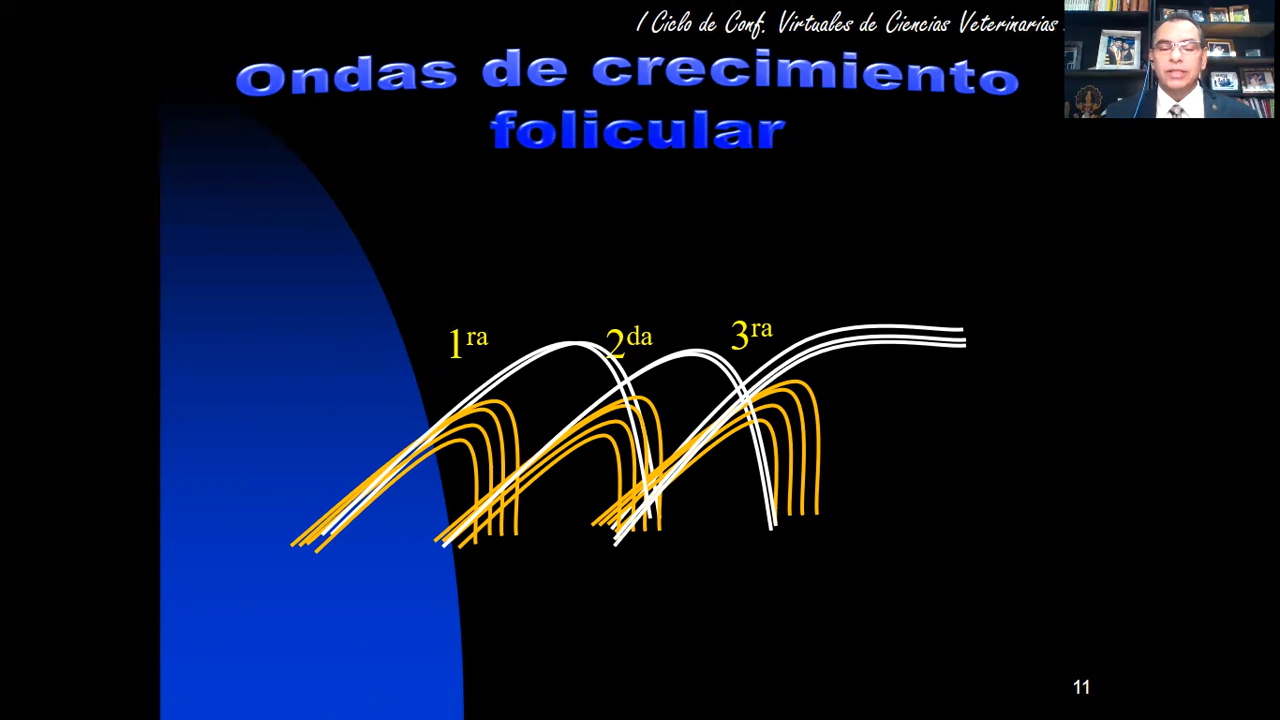 I Ciclo de Conf. Virtuales de Ciencias Veterinarias
Ondas de crecimiento
folicular
1ra 2da 3ra
11